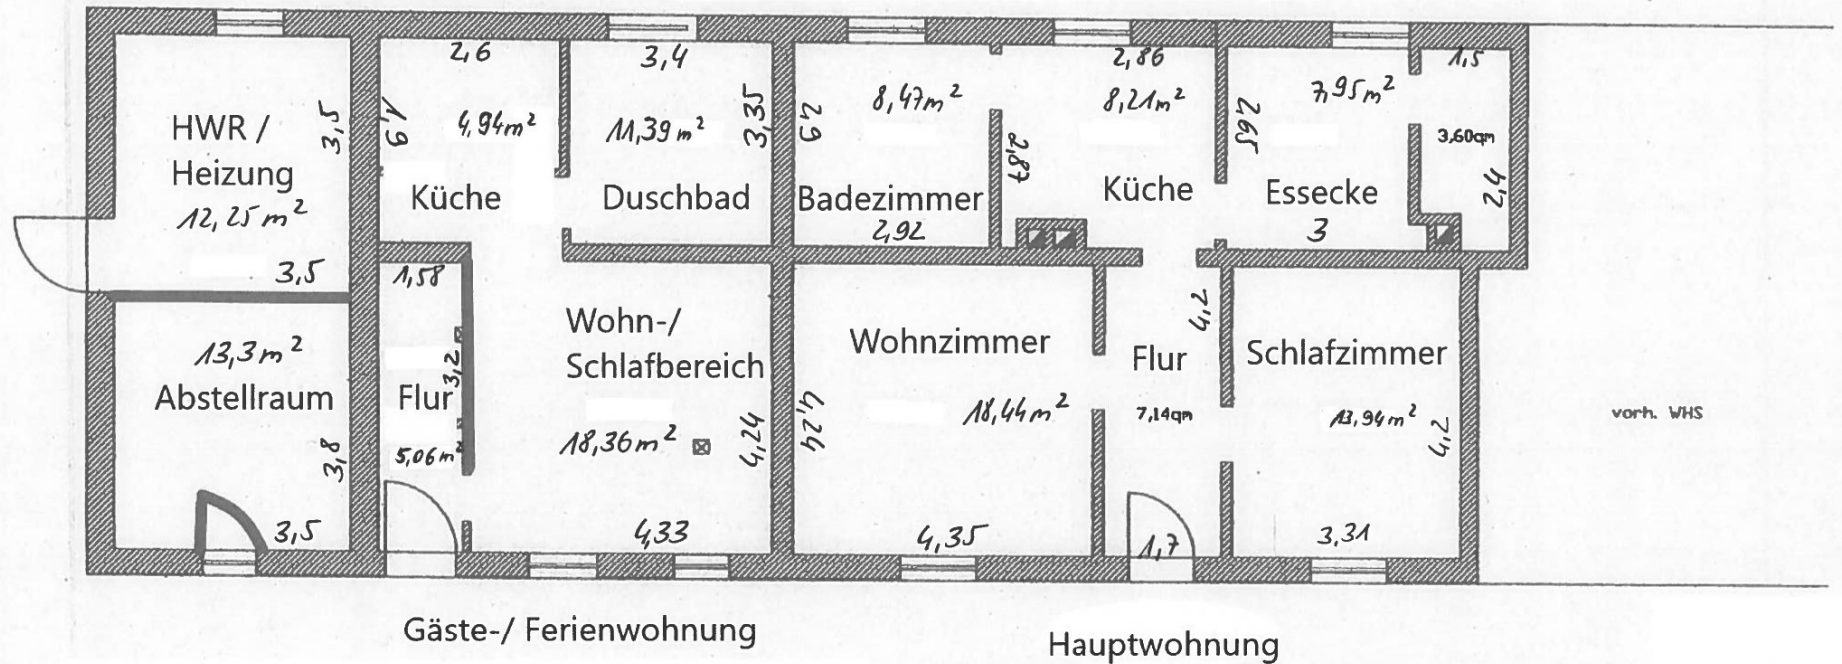 HWR /
Heizung
12,25 m²
3,5
3,5
13,3 m²
Abstellraum
3,8
3,5
2,6
1,9
4,94 m²
Küche
3,4
11,39 m²
3,35
Duschbad
1,58
3,2
Flur
5,06 m²
Wohn-/
Schlafbereich
18,36 m²
4,24
4,33
8,47 m²
2,9
Badezimmer
2,92
2,86
8,21 m²
2,87
Küche
7,95 m²
2,65
Essecke
3
1,5
3,60qm
2,4
Wohnzimmer
18,44 m²
4,24
4,35
4,2
Flur
7,14qm
1,7
Schlafzimmer
13,94 m²
4,2
3,31
vorh. WHS
Gäste-/ Ferienwohnung
Hauptwohnung